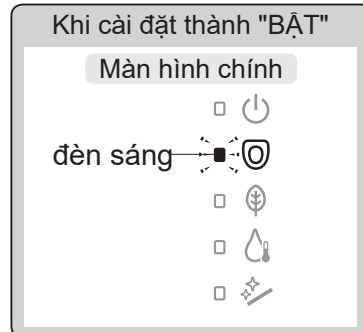 Khi cài đặt thành "BẬT"
Màn hình chính
đèn sáng